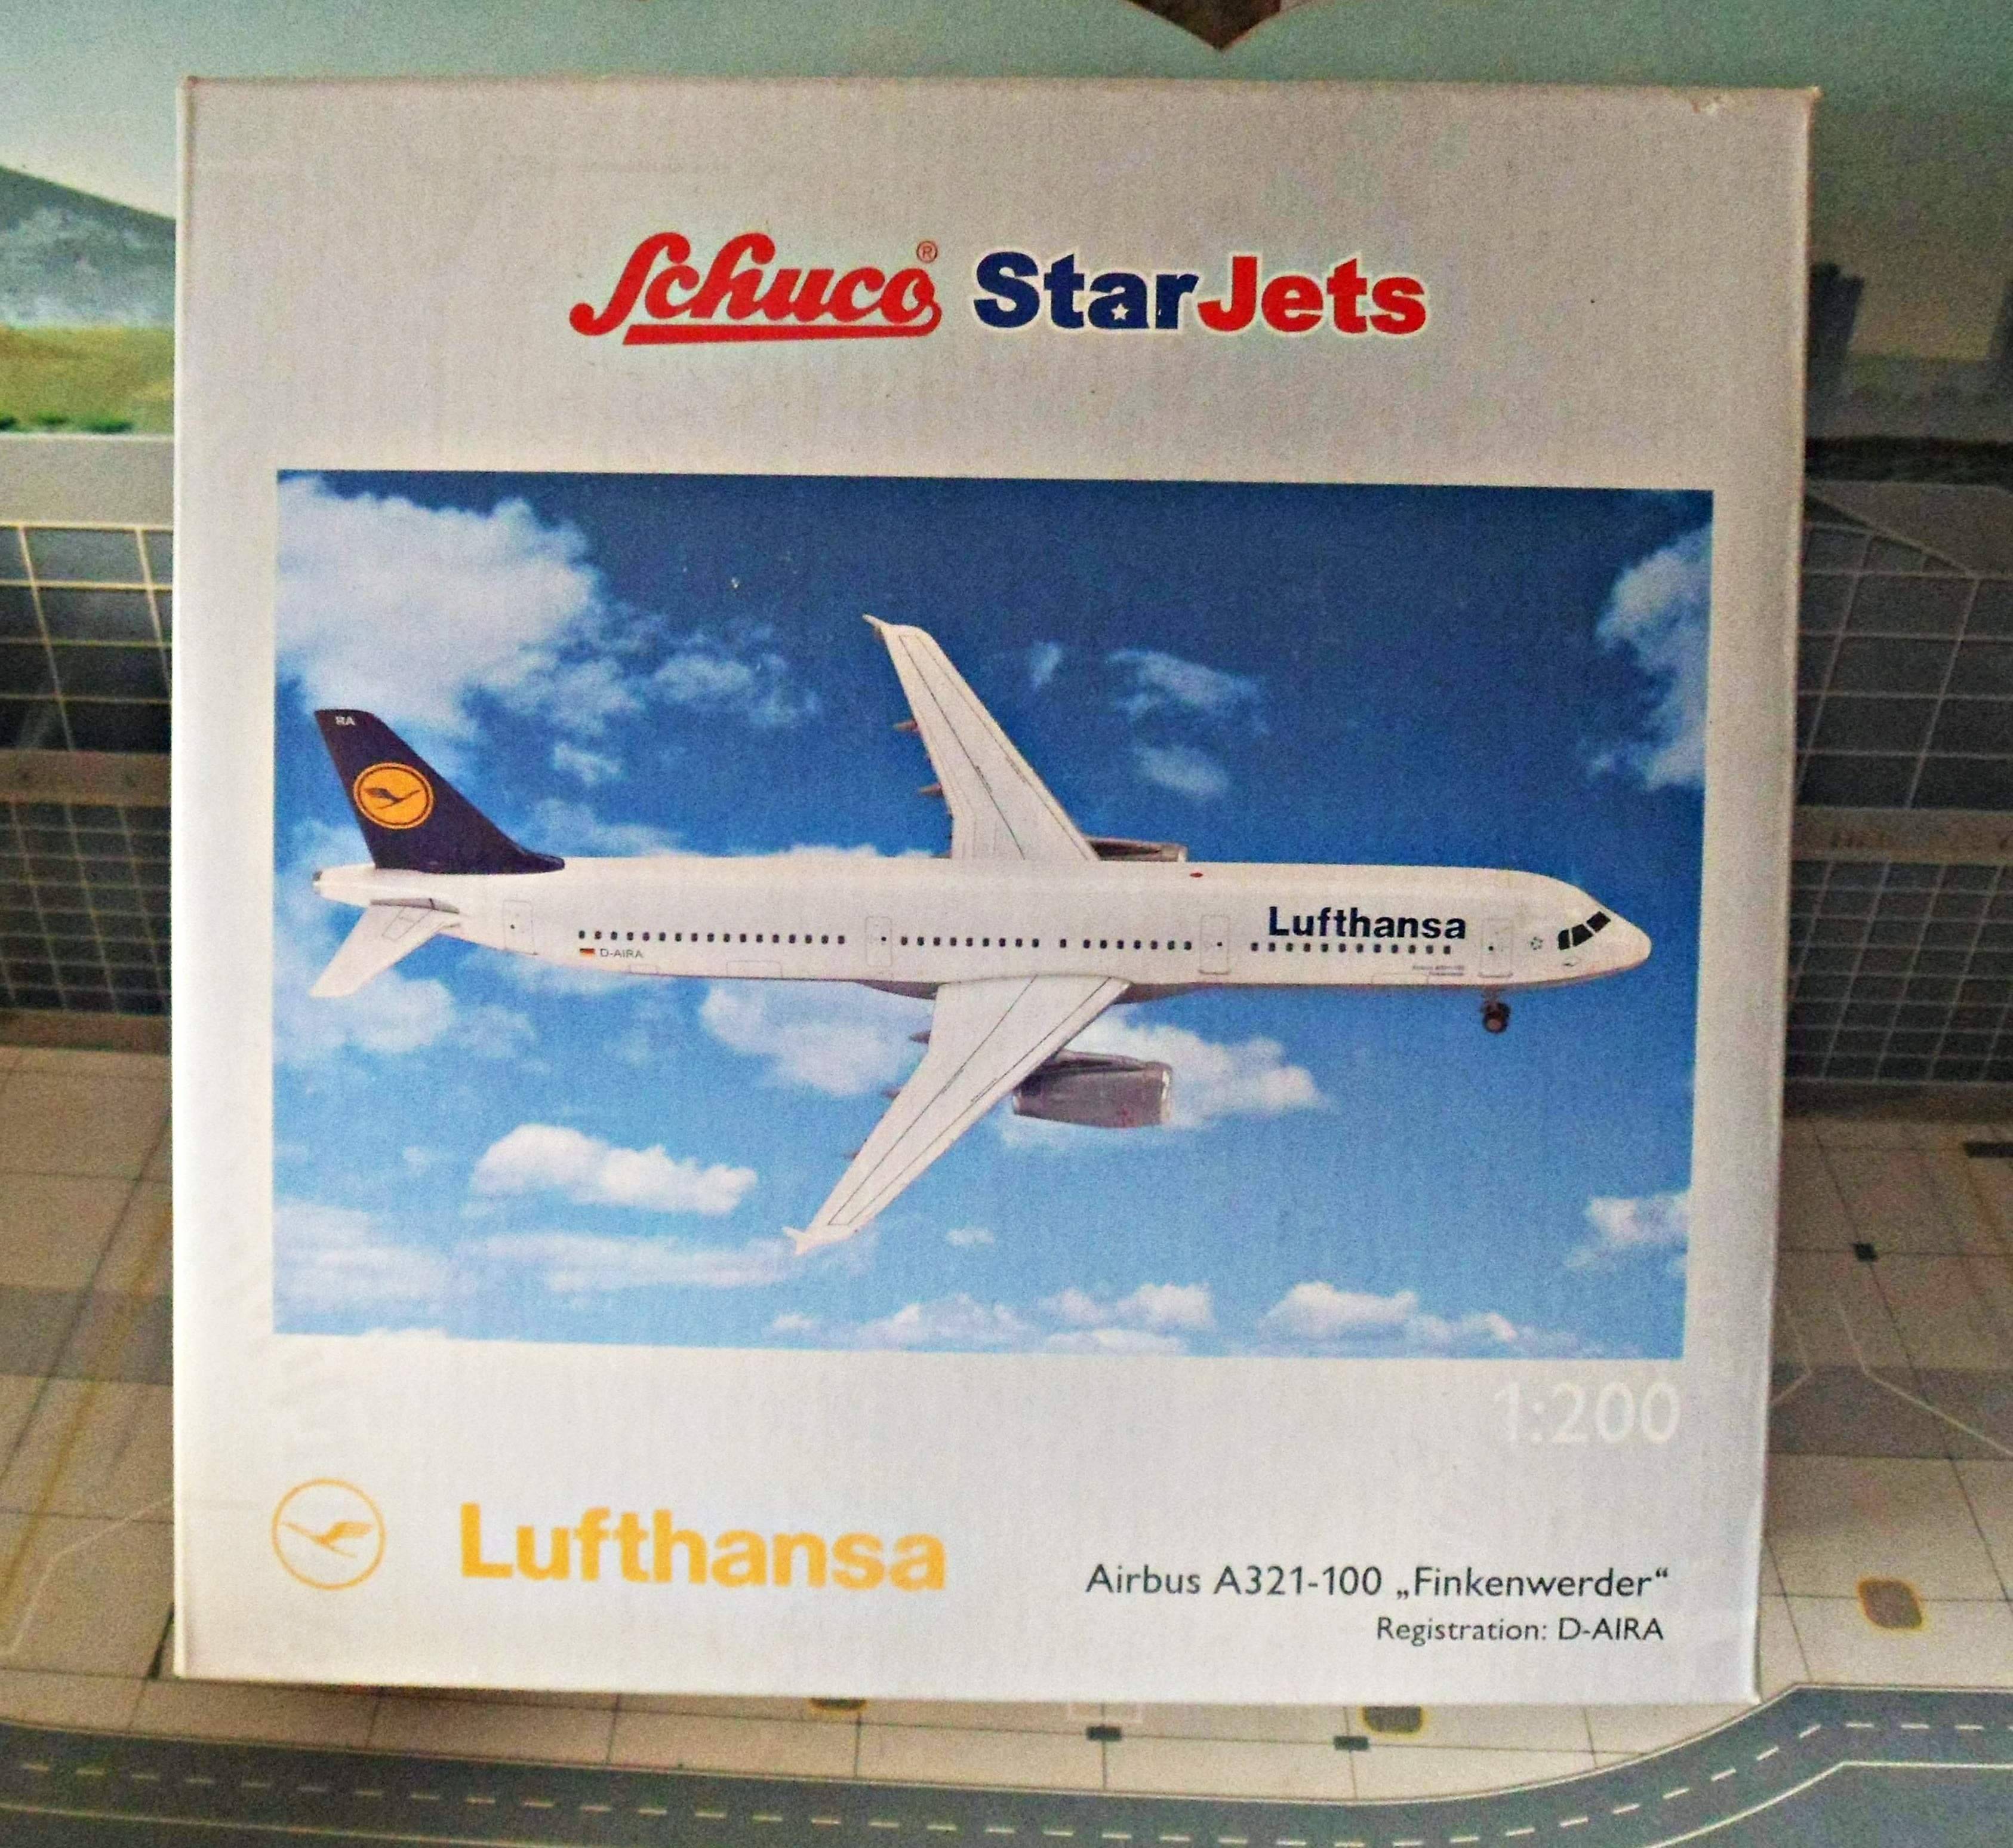 Schuco® StarJets
RA
Lufthansa
D-AIRA
1:200
Lufthansa
Airbus A321-100 „Finkenwerder“
Registration: D-AIRA